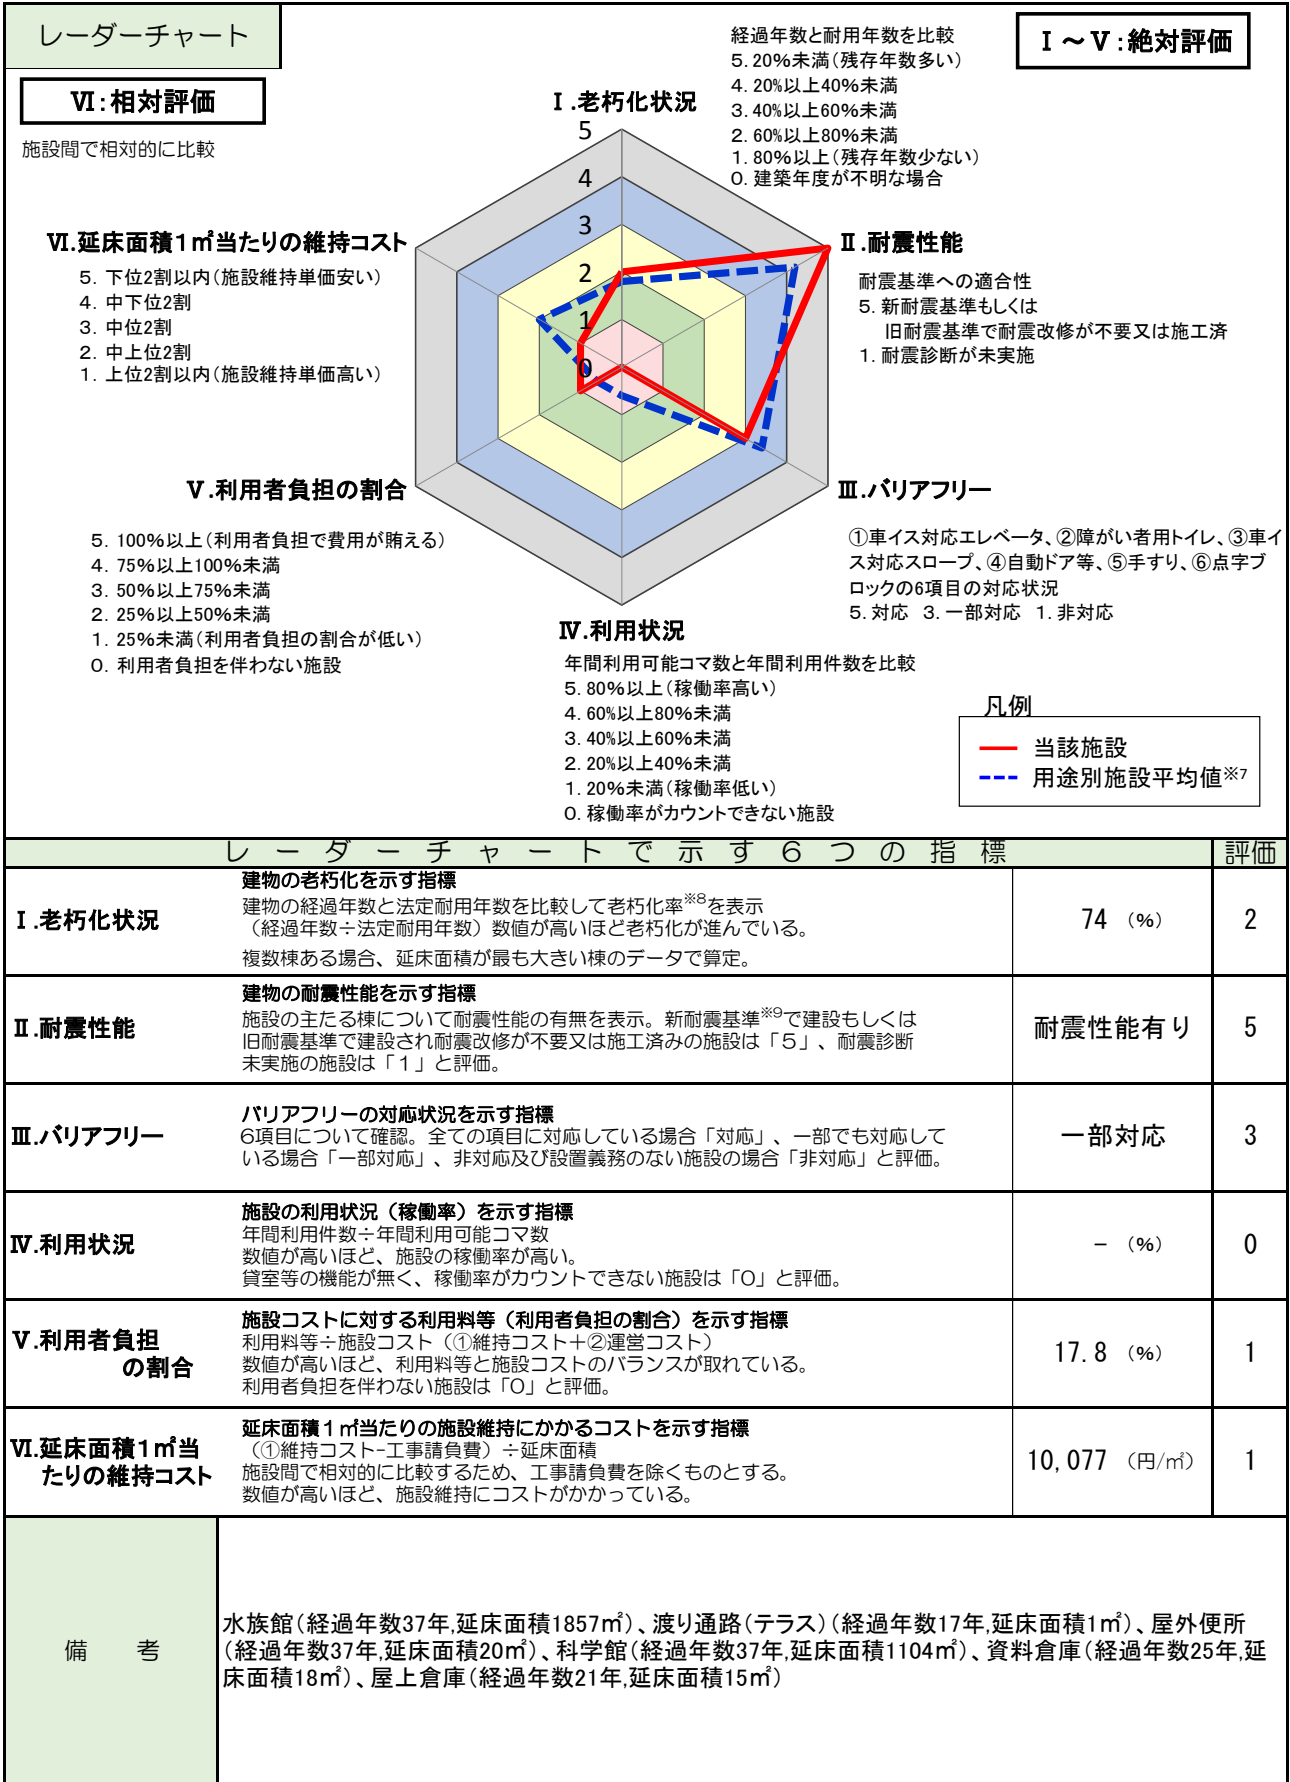 レーダーチャート
Ⅰ～Ⅴ:絶対評価
Ⅵ:相対評価
施設間で相対的に比較
Ⅰ.老朽化状況
経過年数と耐用年数を比較
5. 20%未満(残存年数多い)
4. 20%以上40%未満
3. 40%以上60%未満
2. 60%以上80%未満
1. 80%以上(残存年数少ない)
0. 建築年度が不明な場合
5
4
3
2
1
0
Ⅱ.耐震性能
耐震基準への適合性
5. 新耐震基準もしくは
旧耐震基準で耐震改修が不要又は施工済
1. 耐震診断が未実施
Ⅵ.延床面積1㎡当たりの維持コスト
5. 下位2割以内(施設維持単価安い)
4. 中下位2割
3. 中位2割
2. 中上位2割
1. 上位2割以内(施設維持単価高い)
Ⅴ.利用者負担の割合
5. 100%以上(利用者負担で費用が賄える)
4. 75%以上100%未満
3. 50%以上75%未満
2. 25%以上50%未満
1. 25%未満(利用者負担の割合が低い)
0. 利用者負担を伴わない施設
Ⅲ.バリアフリー
①車イス対応エレベータ、②障がい者用トイレ、③車イ
ス対応スロープ、④自動ドア等、⑤手すり、⑥点字ブ
ロックの6項目の対応状況
5. 対応 3. 一部対応 1. 非対応
Ⅳ.利用状況
年間利用可能コマ数と年間利用件数を比較
5. 80%以上(稼働率高い)
4. 60%以上80%未満
3. 40%以上60%未満
2. 20%以上40%未満
1. 20%未満(稼働率低い)
0. 稼働率がカウントできない施設
凡例
当該施設
用途別施設平均値※7
レーダーチャートで示す6つの指標 評価
Ⅰ.老朽化状況
建物の老朽化を示す指標
建物の経過年数と法定耐用年数を比較して老朽化率※8を表示
（経過年数÷法定耐用年数）数値が高いほど老朽化が進んでいる。
複数棟ある場合、延床面積が最も大きい棟のデータで算定。
74 (%) 2
Ⅱ.耐震性能
建物の耐震性能を示す指標
施設の主たる棟について耐震性能の有無を表示。新耐震基準※9で建設もしくは
旧耐震基準で建設され耐震改修が不要又は施工済みの施設は「5」、耐震診断
未実施の施設は「1」と評価。
耐震性能有り 5
Ⅲ.バリアフリー
バリアフリーの対応状況を示す指標
6項目について確認。全ての項目に対応している場合「対応」、一部でも対応して
いる場合「一部対応」、非対応及び設置義務のない施設の場合「非対応」と評価。
一部対応 3
Ⅳ.利用状況
施設の利用状況（稼働率）を示す指標
年間利用件数÷年間利用可能コマ数
数値が高いほど、施設の稼働率が高い。
貸室等の機能が無く、稼働率がカウントできない施設は「0」と評価。
－ (%) 0
Ⅴ.利用者負担
の割合
施設コストに対する利用料等（利用者負担の割合）を示す指標
利用料等÷施設コスト（①維持コスト＋②運営コスト）
数値が高いほど、利用料等と施設コストのバランスが取れている。
利用者負担を伴わない施設は「0」と評価。
17.8 (%) 1
Ⅵ.延床面積1㎡当
たりの維持コスト
延床面積1㎡当たりの施設維持にかかるコストを示す指標
（①維持コスト-工事請負費）÷延床面積
施設間で相対的に比較するため、工事請負費を除くものとする。
数値が高いほど、施設維持にコストがかかっている。
10,077 (円/㎡) 1
備 考
水族館(経過年数37年,延床面積1857㎡)、渡り通路(テラス)(経過年数17年,延床面積1㎡)、屋外便所
(経過年数37年,延床面積20㎡)、科学館(経過年数37年,延床面積1104㎡)、資料倉庫(経過年数25年,延
床面積18㎡)、屋上倉庫(経過年数21年,延床面積15㎡)